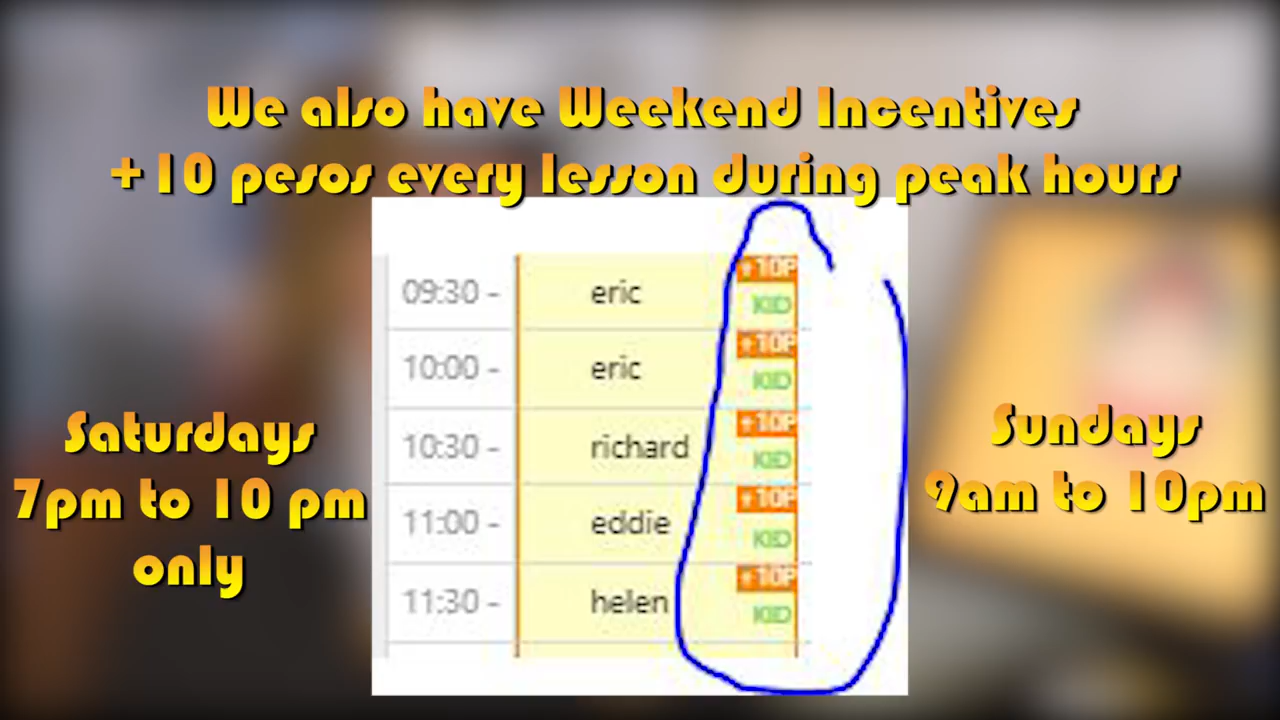 We also have Weekend Incentives
+10 pesos every lesson during peak hours
Saturdays
7pm to 10 pm
only
09:30 - eric +10P KID
10:00 - eric +10P KID
10:30 - richard +10P KID
11:00 - eddie +10P KID
11:30 - helen +10P KID
Sundays
9am to 10pm